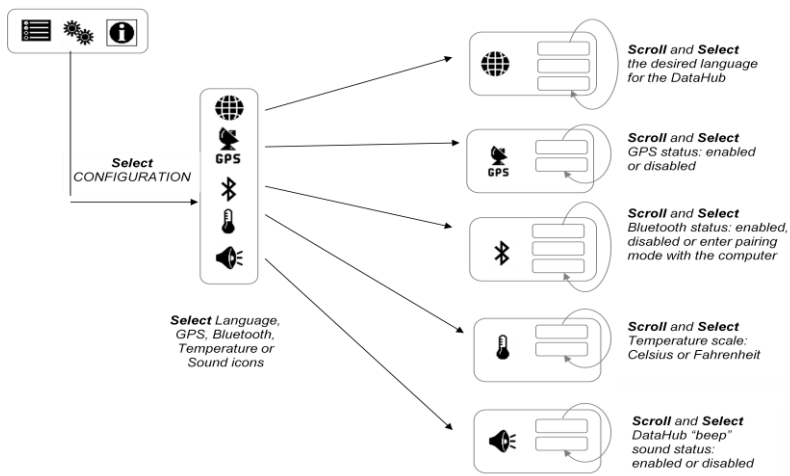 Select
CONFIGURATION
GPS
Select Language,
GPS, Bluetooth,
Temperature or
Sound icons
Scroll and Select
the desired language
for the DataHub
GPS
Scroll and Select
GPS status: enabled
or disabled
Scroll and Select
Bluetooth status: enabled,
disabled or enter pairing
mode with the computer
Scroll and Select
Temperature scale:
Celsius or Fahrenheit
Scroll and Select
DataHub “beep”
sound status:
enabled or disabled